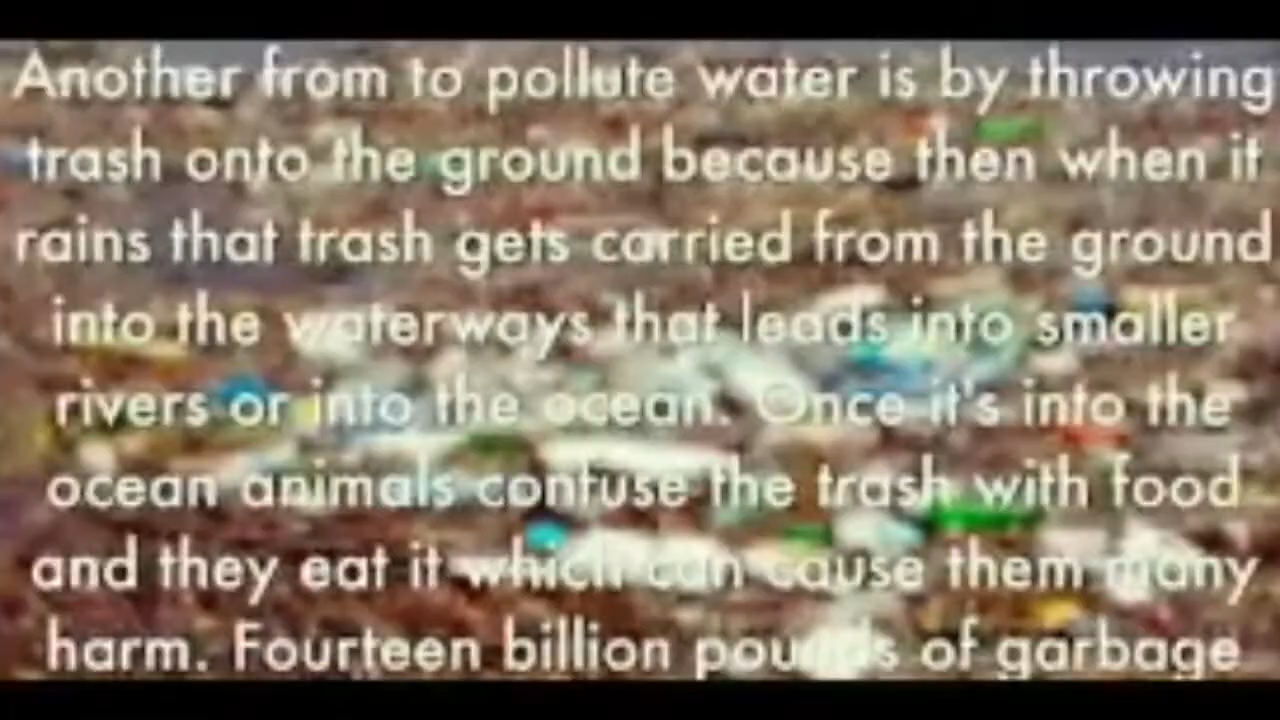 Another from to pollute water is by throwing
trash onto the ground because then when it
rains that trash gets carried from the ground
into the waterways that leads into smaller
rivers or into the ocean. Once it's into the
ocean animals confuse the trash with food
and they eat it which can cause them many
harm. Fourteen billion pounds of garbage